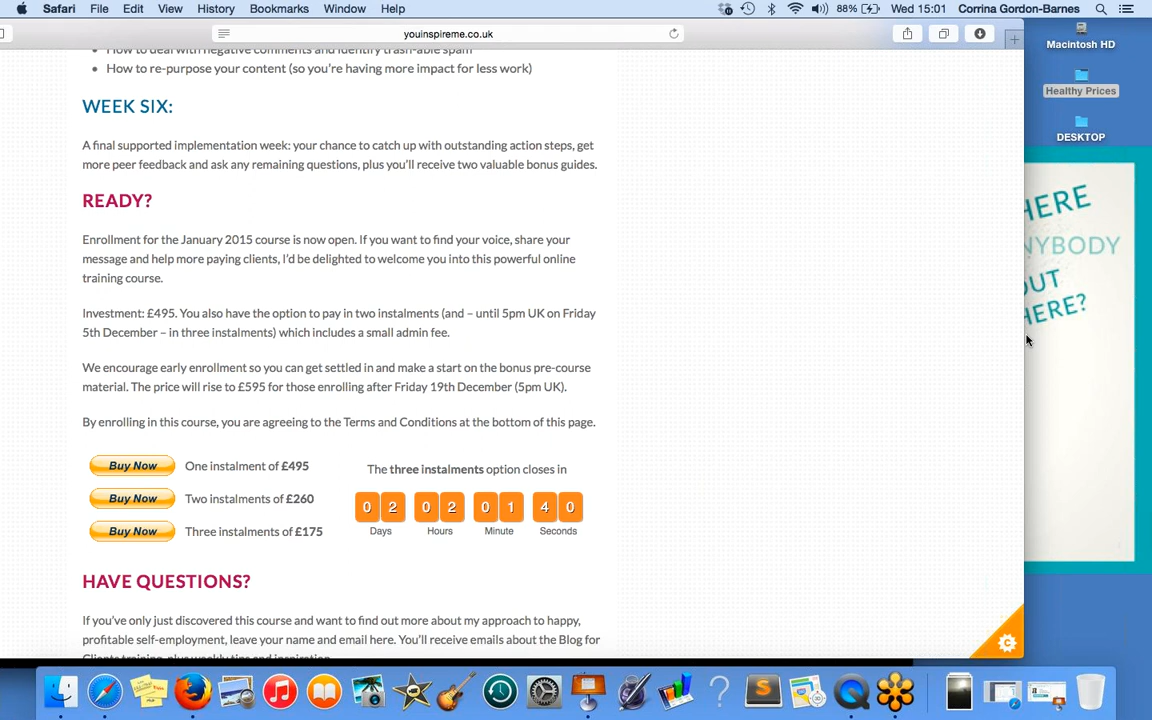 Safari File Edit View History Bookmarks Window Help 88% Wed 15:01 Corrina Gordon-Barnes
youinspireme.co.uk
Macintosh HD
Healthy Prices
DESKTOP
HERE
NYBODY
OUT
HERE?
• How to deal with negative comments and identify trash-able spam
• How to re-purpose your content (so you're having more impact for less work)
WEEK SIX:
A final supported implementation week: your chance to catch up with outstanding action steps, get
more peer feedback and ask any remaining questions, plus you'll receive two valuable bonus guides.
READY?
Enrollment for the January 2015 course is now open. If you want to find your voice, share your
message and help more paying clients, I'd be delighted to welcome you into this powerful online
training course.
Investment: £495. You also have the option to pay in two instalments (and – until 5pm UK on Friday
5th December – in three instalments) which includes a small admin fee.
We encourage early enrollment so you can get settled in and make a start on the bonus pre-course
material. The price will rise to £595 for those enrolling after Friday 19th December (5pm UK).
By enrolling in this course, you are agreeing to the Terms and Conditions at the bottom of this page.
Buy Now One instalment of £495
Buy Now Two instalments of £260
Buy Now Three instalments of £175
The three instalments option closes in
02 02 01 40
Days Hours Minute Seconds
HAVE QUESTIONS?
If you've only just discovered this course and want to find out more about my approach to happy,
profitable self-employment, leave your name and email here. You'll receive emails about the Blog for
Clients training, plus weekly tips and inspiration.